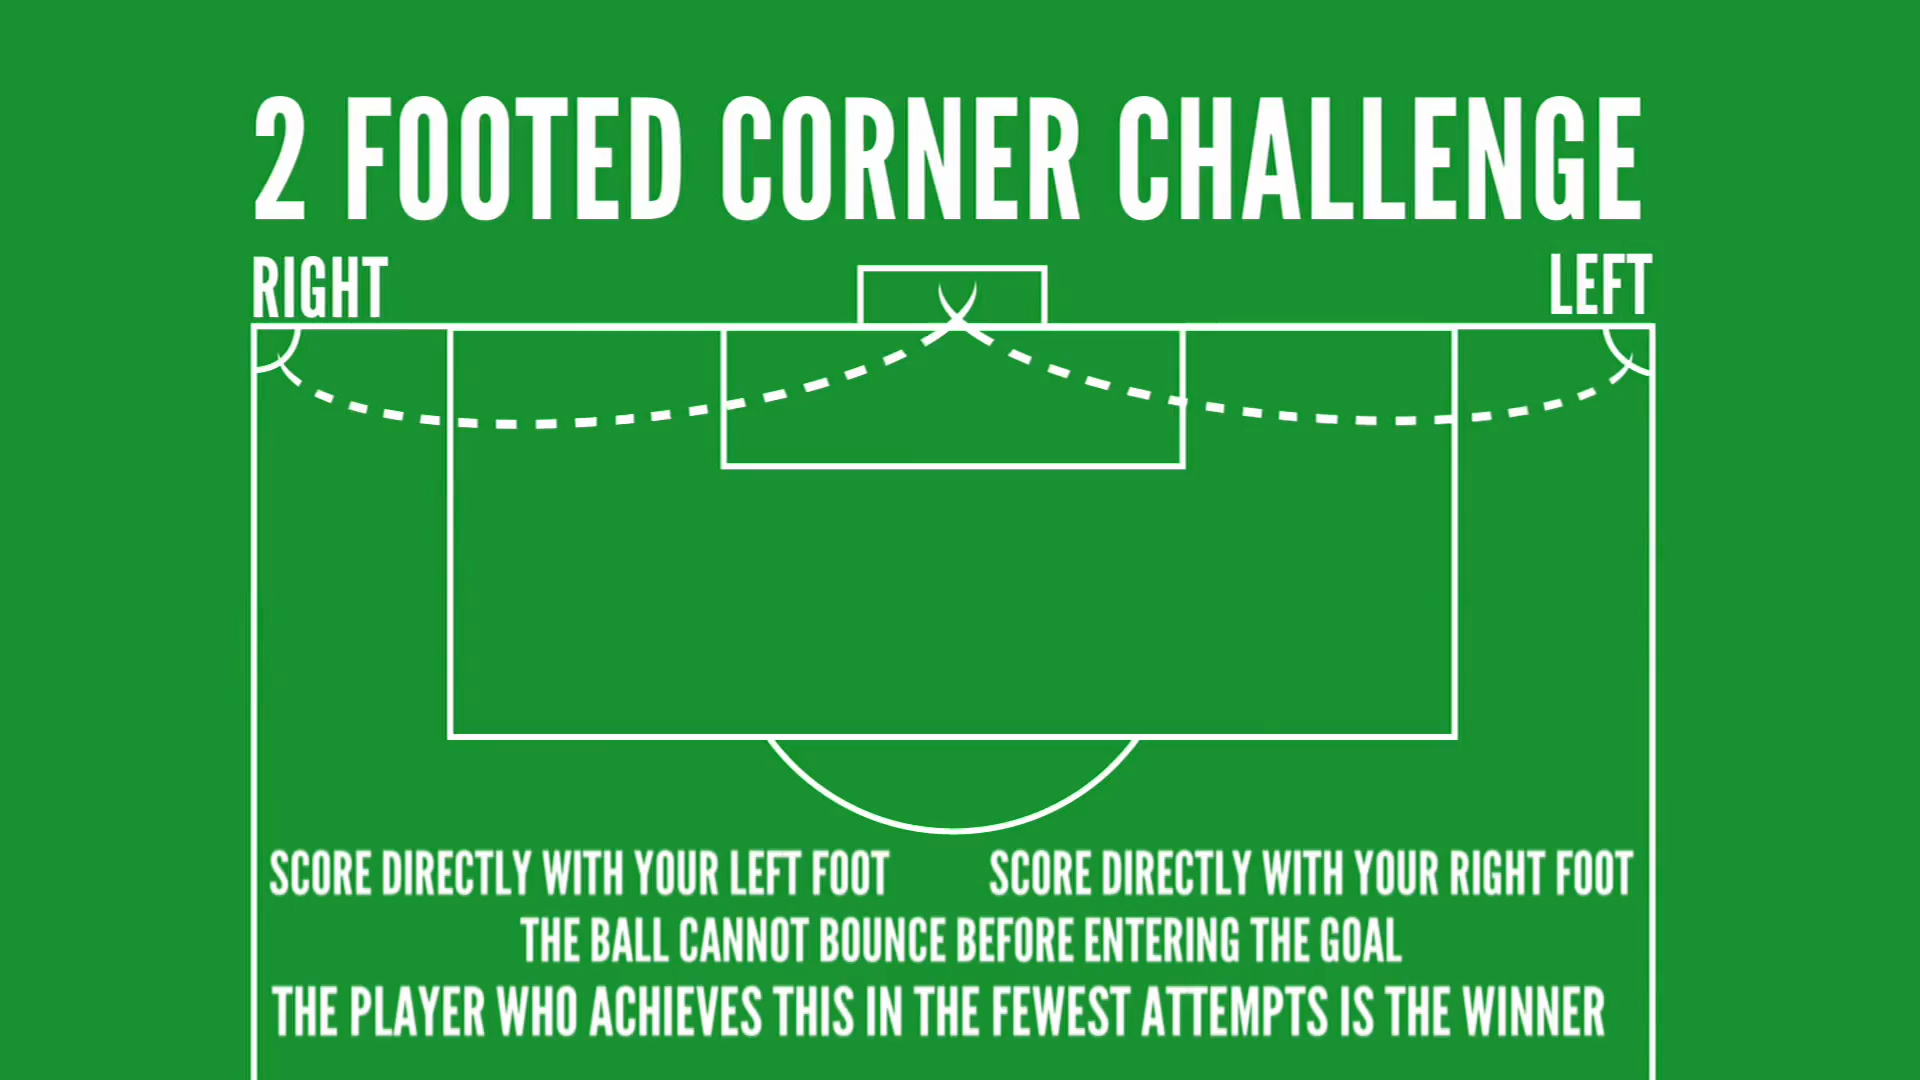 2 FOOTED CORNER CHALLENGE
RIGHT
LEFT
SCORE DIRECTLY WITH YOUR LEFT FOOT
SCORE DIRECTLY WITH YOUR RIGHT FOOT
THE BALL CANNOT BOUNCE BEFORE ENTERING THE GOAL
THE PLAYER WHO ACHIEVES THIS IN THE FEWEST ATTEMPTS IS THE WINNER